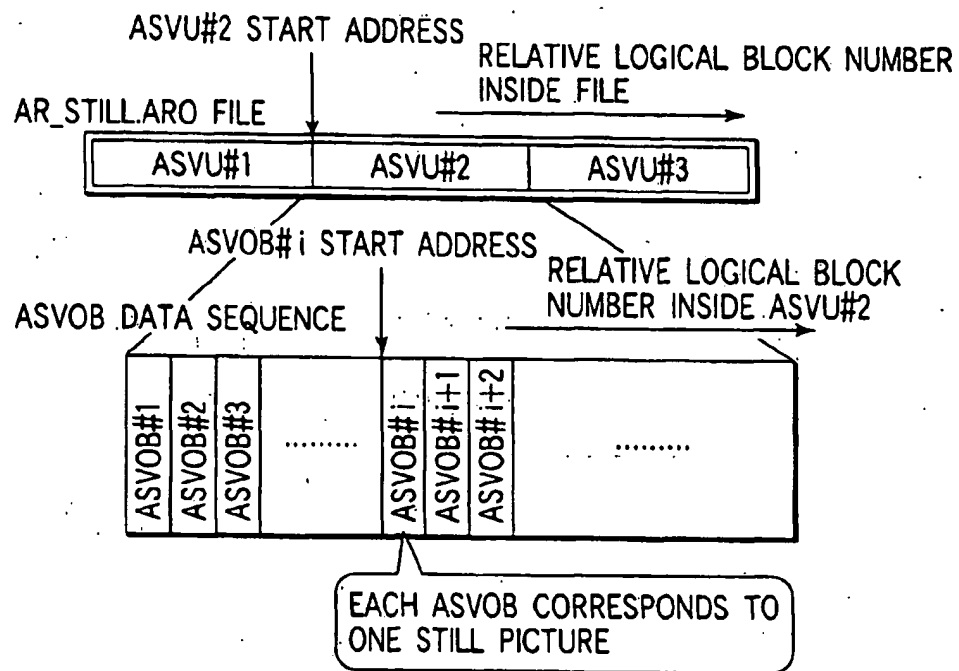 ASVU#2 START ADDRESS
RELATIVE LOGICAL BLOCK NUMBER
INSIDE FILE
AR_STILL.ARO FILE
ASVU#1
ASVU#2
ASVU#3
ASVOB#i START ADDRESS
RELATIVE LOGICAL BLOCK
NUMBER INSIDE ASVU#2
ASVOB DATA SEQUENCE
ASVOB#1
ASVOB#2
ASVOB#3
.........
ASVOB#i
ASVOB#i+1
ASVOB#i+2
.........
EACH ASVOB CORRESPONDS TO
ONE STILL PICTURE